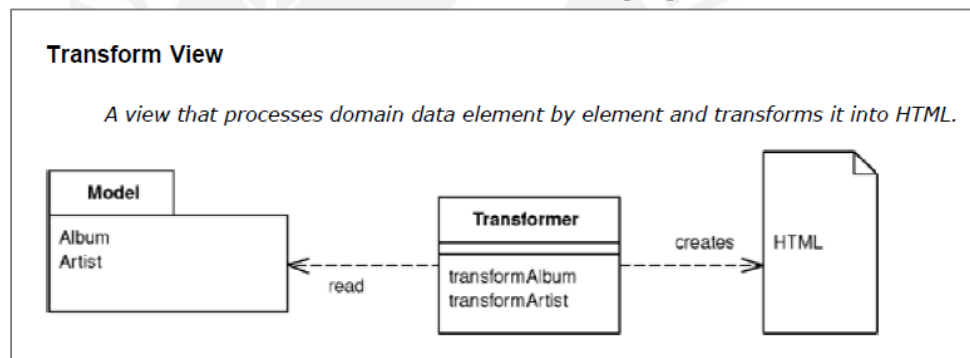 Transform View
A view that processes domain data element by element and transforms it into HTML.
Model
Album
Artist
read
Transformer
transformAlbum
transformArtist
creates
HTML